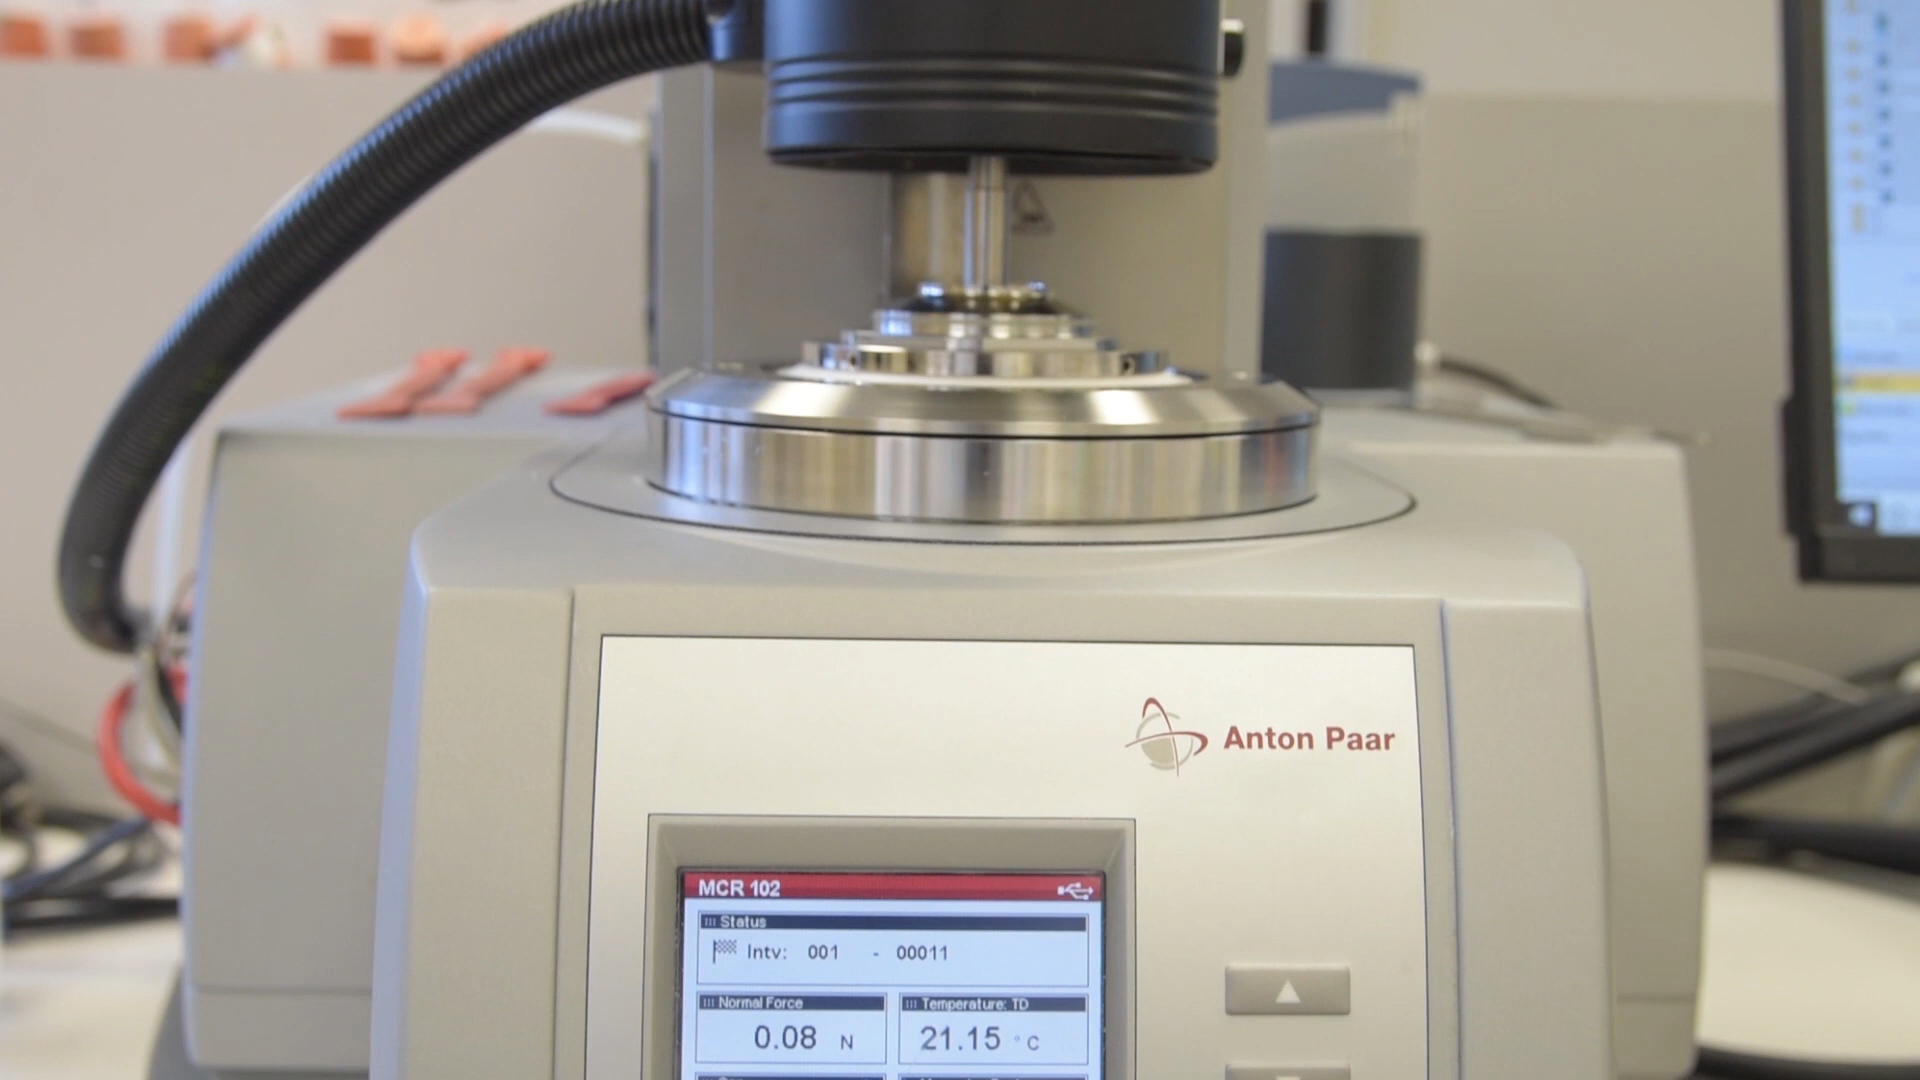 Anton Paar
MCR 102
Status
Intv: 001 - 00011
Normal Force
0.08 N
Temperature: TD
21.15 °C